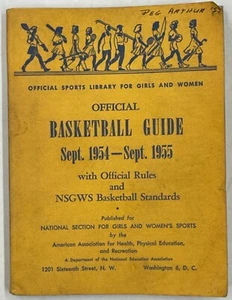 PEG ARTHUR
OFFICIAL SPORTS LIBRARY FOR GIRLS AND WOMEN
OFFICIAL
BASKETBALL GUIDE
Sept. 1954—Sept. 1955
with Official Rules
and
NSGWS Basketball Standards
Published for
NATIONAL SECTION FOR GIRLS AND WOMEN'S SPORTS
by the
American Association for Health, Physical Education,
and Recreation
A Department of the National Education Association
1201 Sixteenth Street, N. W. Washington 6, D. C.